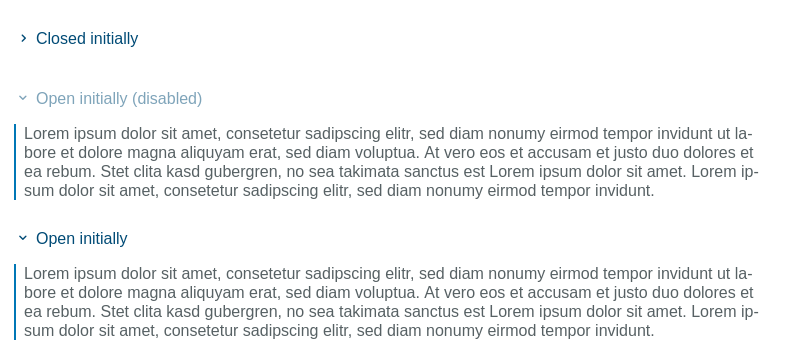 Closed initially
Open initially (disabled)
Lorem ipsum dolor sit amet, consetetur sadipscing elitr, sed diam nonumy eirmod tempor invidunt ut la-
bore et dolore magna aliquyam erat, sed diam voluptua. At vero eos et accusam et justo duo dolores et
ea rebum. Stet clita kasd gubergren, no sea takimata sanctus est Lorem ipsum dolor sit amet. Lorem ip-
sum dolor sit amet, consetetur sadipscing elitr, sed diam nonumy eirmod tempor invidunt.
Open initially
Lorem ipsum dolor sit amet, consetetur sadipscing elitr, sed diam nonumy eirmod tempor invidunt ut la-
bore et dolore magna aliquyam erat, sed diam voluptua. At vero eos et accusam et justo duo dolores et
ea rebum. Stet clita kasd gubergren, no sea takimata sanctus est Lorem ipsum dolor sit amet. Lorem ip-
sum dolor sit amet, consetetur sadipscing elitr, sed diam nonumy eirmod tempor invidunt.